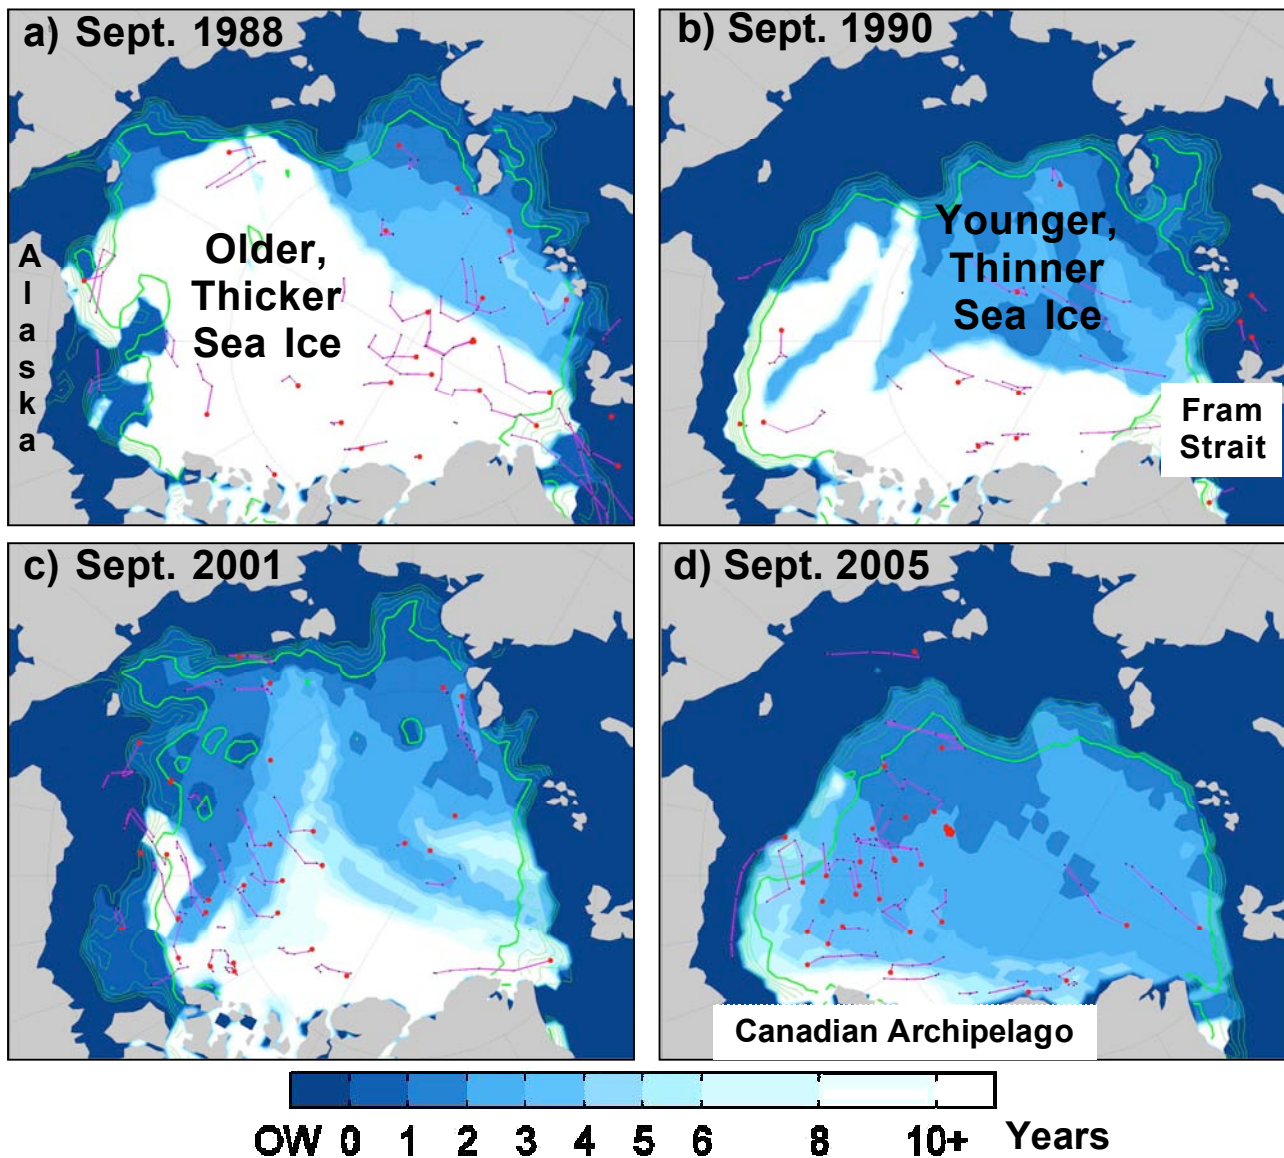 a) Sept. 1988
b) Sept. 1990
Alaska
Older,
Thicker
Sea Ice
Younger,
Thinner
Sea Ice
Fram
Strait
c) Sept. 2001
d) Sept. 2005
Canadian Archipelago
OW 0 1 2 3 4 5 6 8 10+ Years